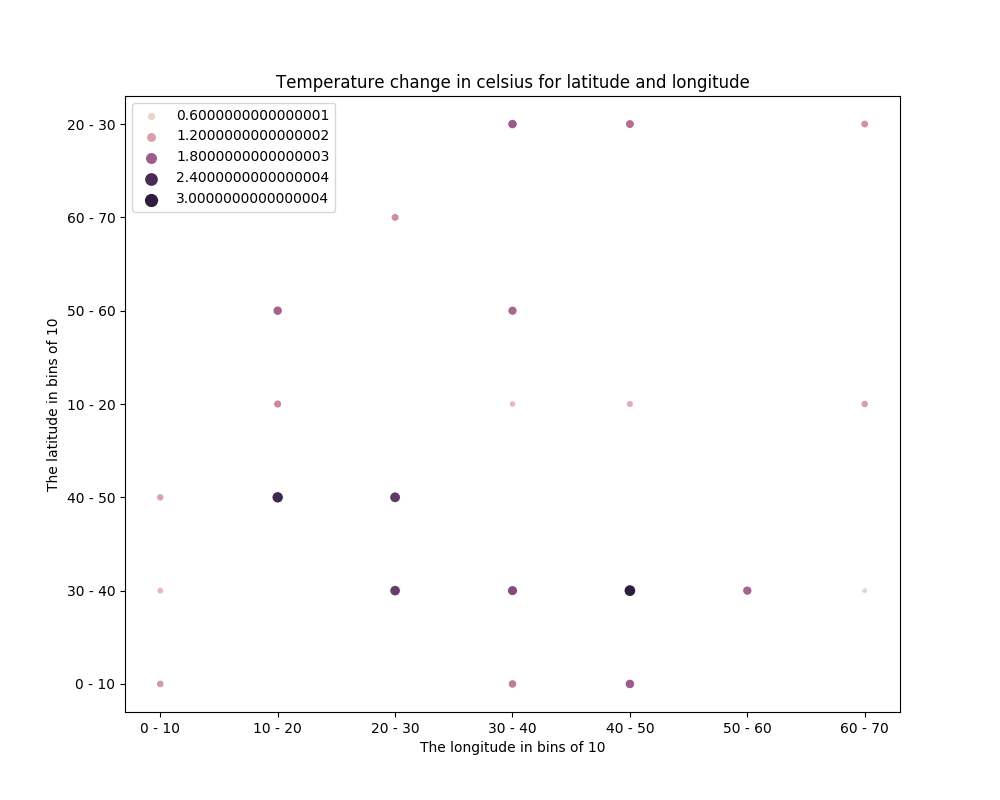 Temperature change in celsius for latitude and longitude
0.6000000000000001
1.2000000000000002
1.8000000000000003
2.4000000000000004
3.0000000000000004
The latitude in bins of 10
20 - 30
60 - 70
50 - 60
10 - 20
40 - 50
30 - 40
0 - 10
0 - 10 10 - 20 20 - 30 30 - 40 40 - 50 50 - 60 60 - 70
The longitude in bins of 10